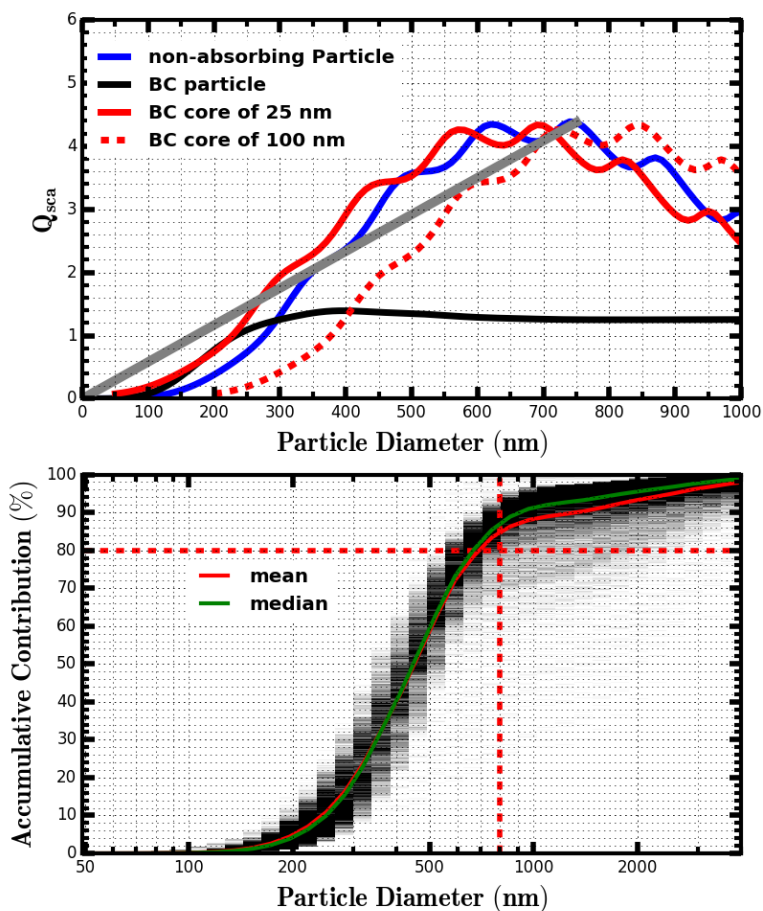 6
5
4
3
2
1
0
Q_sca
non-absorbing Particle
BC particle
BC core of 25 nm
BC core of 100 nm
0 100 200 300 400 500 600 700 800 900 1000
Particle Diameter (nm)
100
90
80
70
60
50
40
30
20
10
0
Accumulative Contribution (%)
mean
median
50 100 200 500 1000 2000
Particle Diameter (nm)